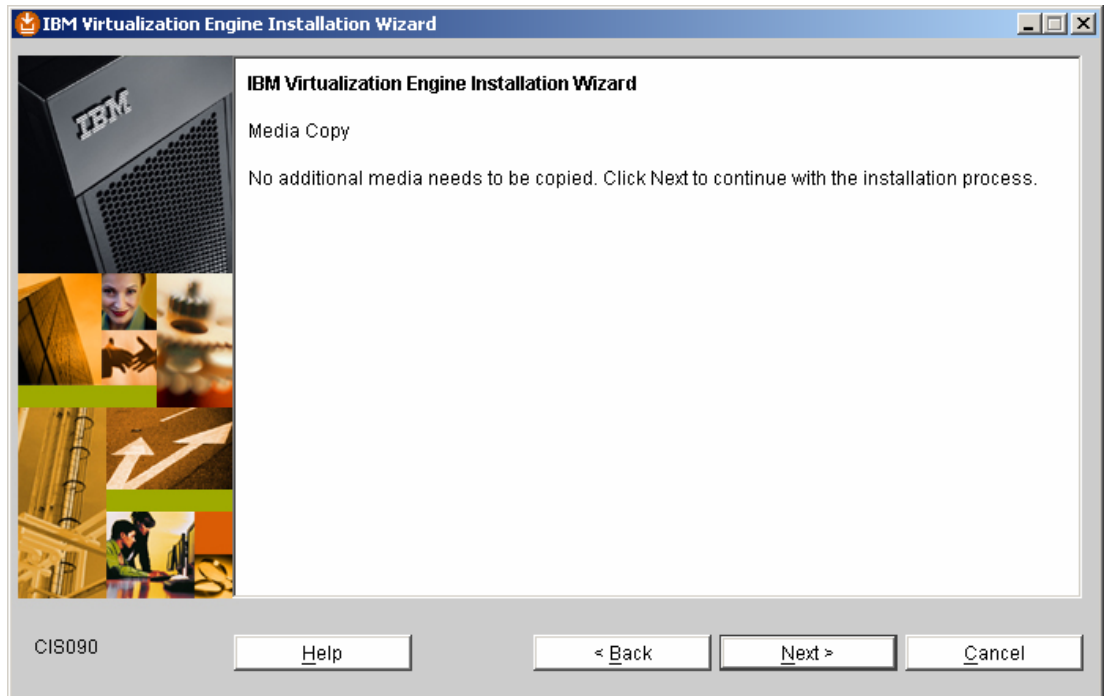 IBM Virtualization Engine Installation Wizard
IBM
IBM Virtualization Engine Installation Wizard
Media Copy
No additional media needs to be copied. Click Next to continue with the installation process.
CIS090
Help
< Back
Next >
Cancel